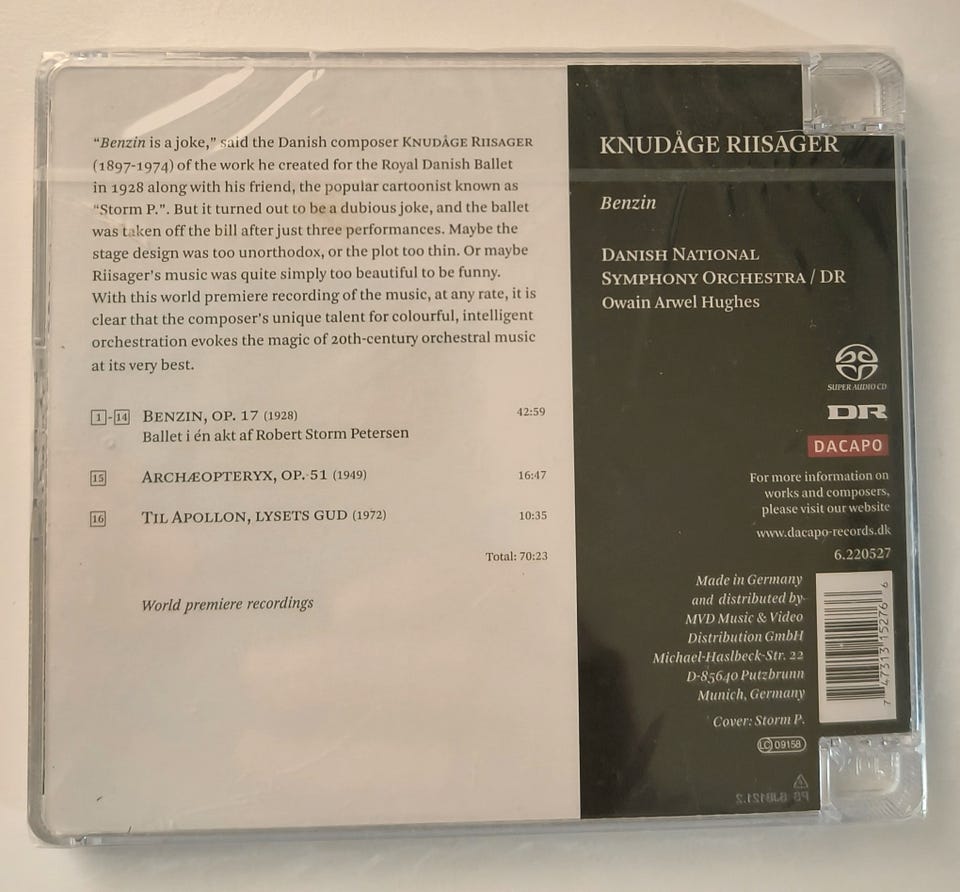 “Benzin is a joke,” said the Danish composer KNUDÅGE RIISAGER
(1897-1974) of the work he created for the Royal Danish Ballet
in 1928 along with his friend, the popular cartoonist known as
“Storm P.”. But it turned out to be a dubious joke, and the ballet
was taken off the bill after just three performances. Maybe the
stage design was too unorthodox, or the plot too thin. Or maybe
Riisager's music was quite simply too beautiful to be funny.
With this world premiere recording of the music, at any rate, it is
clear that the composer's unique talent for colourful, intelligent
orchestration evokes the magic of 20th-century orchestral music
at its very best.
1-14 BENZIN, OP. 17 (1928) 42:59
Ballet i én akt af Robert Storm Petersen
15 ARCHÆOPTERYX, OP. 51 (1949) 16:47
16 TIL APOLLON, LYSETS GUD (1972) 10:35
Total: 70:23
World premiere recordings
KNUDÅGE RIISAGER
Benzin
DANISH NATIONAL
SYMPHONY ORCHESTRA / DR
Owain Arwel Hughes
SUPER AUDIO CD
DR
DACAPO
For more information on
works and composers,
please visit our website
www.dacapo-records.dk
6.220527
Made in Germany
and distributed by
MVD Music & Video
Distribution GmbH
Michael-Haslbeck-Str. 22
D-85640 Putzbrunn
Munich, Germany
Cover: Storm P.
LC 09158
7 47313 15276 6